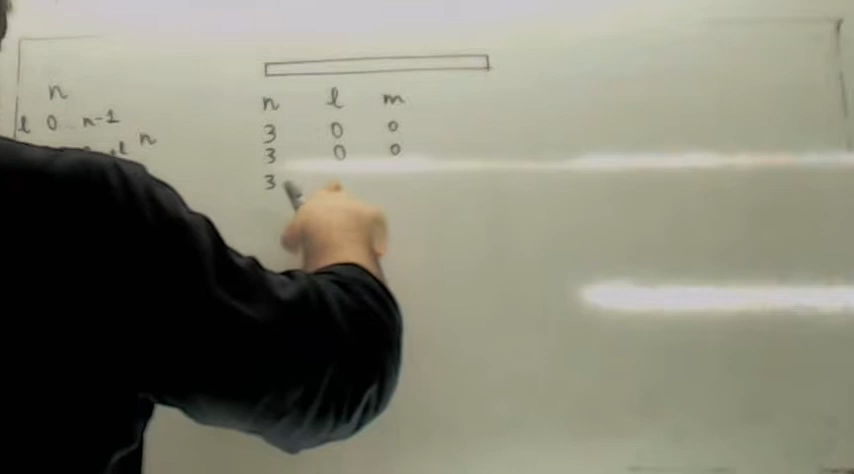 n
l 0 .. n-1
n l m
3 0 0
3 0 0
3